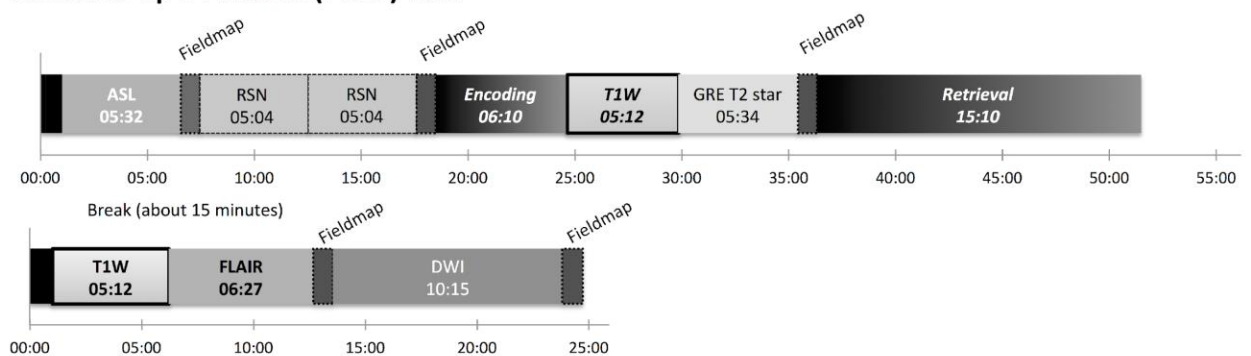 Fieldmap
Fieldmap
Fieldmap
ASL
05:32
RSN
05:04
RSN
05:04
Encoding
06:10
T1W
05:12
GRE T2 star
05:34
Retrieval
15:10
00:00 05:00 10:00 15:00 20:00 25:00 30:00 35:00 40:00 45:00 50:00 55:00
Break (about 15 minutes)
Fieldmap
Fieldmap
T1W
05:12
FLAIR
06:27
DWI
10:15
00:00 05:00 10:00 15:00 20:00 25:00